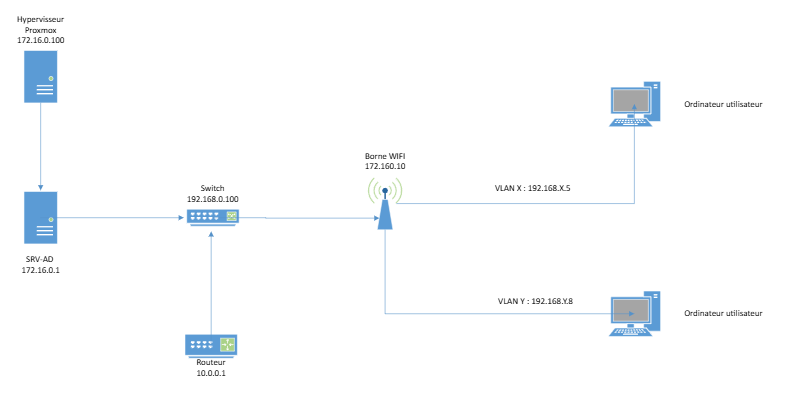 Hypervisseur
Proxmox
172.16.0.100
Ordinateur utilisateur
Borne WIFI
172.160.10
Switch
192.168.0.100
VLAN X : 192.168.X.5
SRV-AD
172.16.0.1
VLAN Y : 192.168.Y.8
Ordinateur utilisateur
Routeur
10.0.0.1